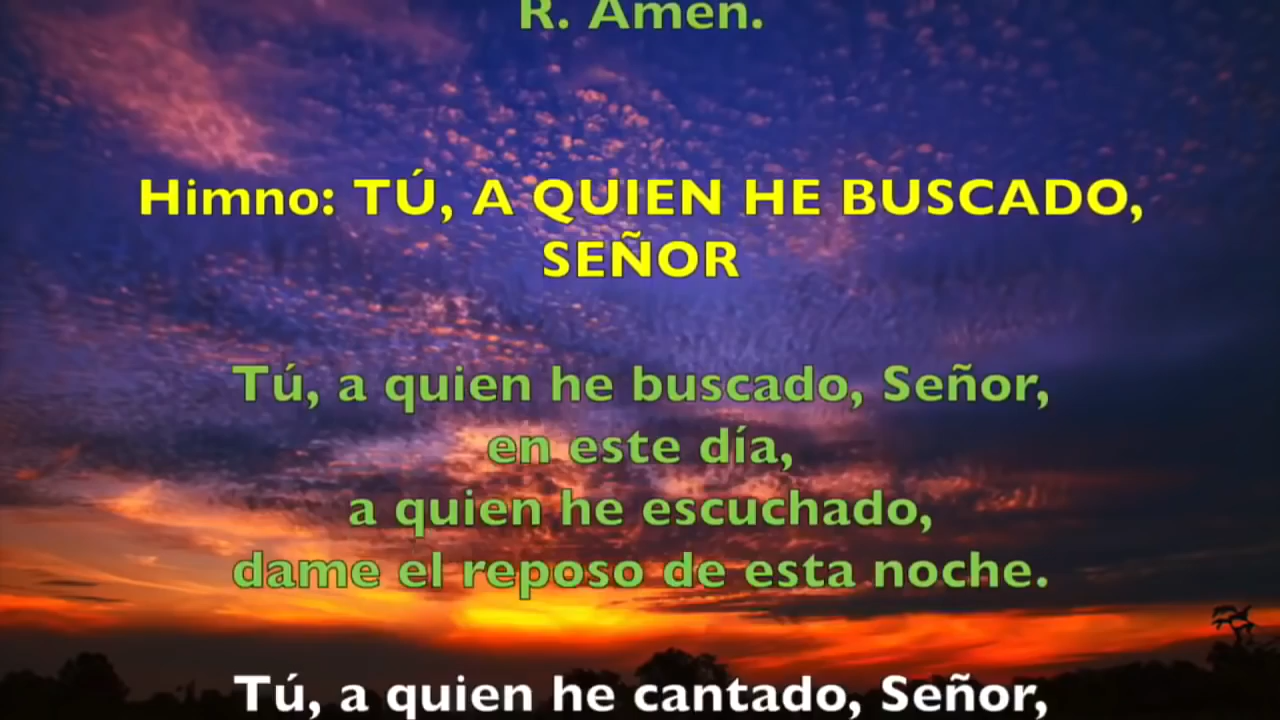 R. Amen.
Himno: TÚ, A QUIEN HE BUSCADO,
SEÑOR
Tú, a quien he buscado, Señor,
en este día,
a quien he escuchado,
dame el reposo de esta noche.
Tú, a quien he cantado, Señor,